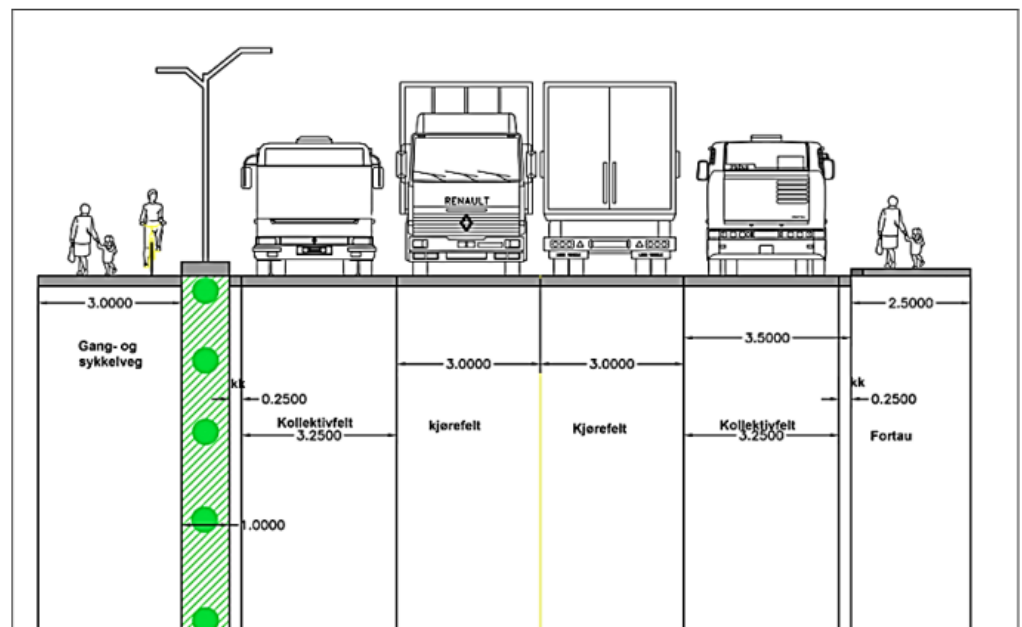 RENAULT
3.0000
2.5000
Gang- og
sykkelveg
3.5000
3.0000
3.0000
kk
kk
0.2500
0.2500
Kollektivfelt
3.2500
kjørefelt
Kjørefelt
Kollektivfelt
3.2500
Fortau
1.0000